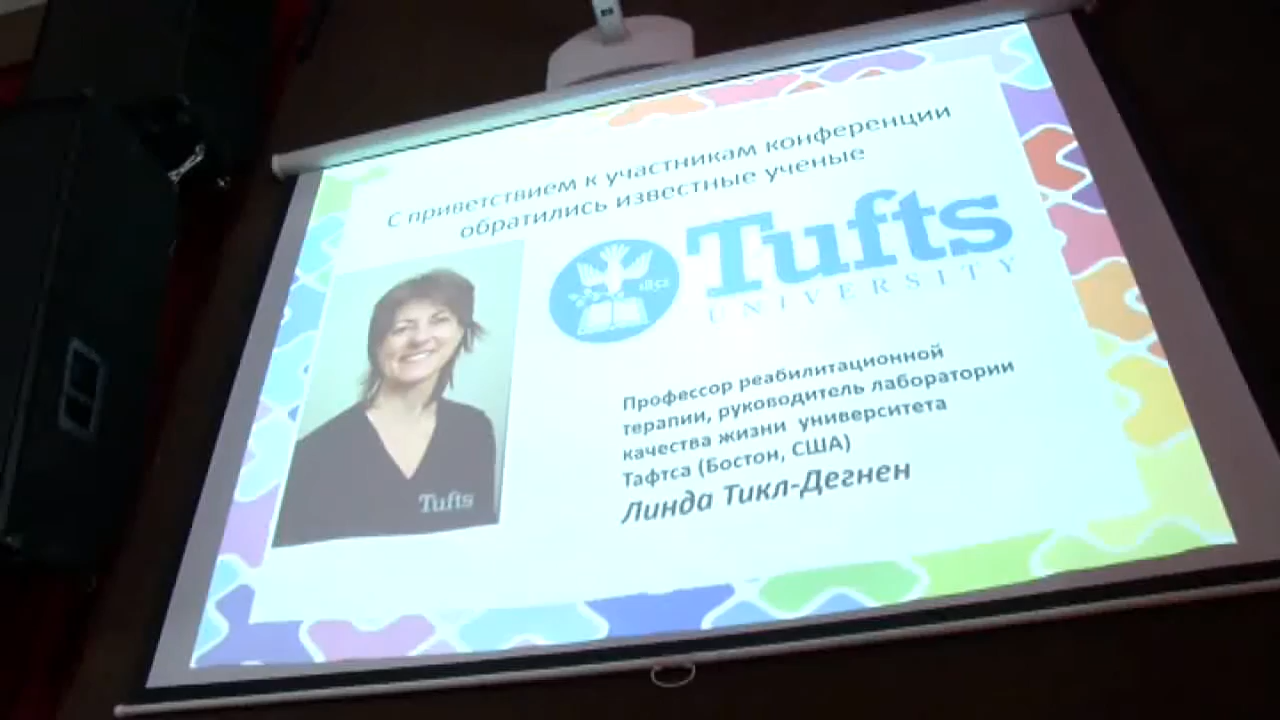 С приветствием к участникам конференции
обратились известные ученые
1852
Tufts
UNIVERSITY
Профессор реабилитационной
терапии, руководитель лаборатории
качества жизни университета
Тафтса (Бостон, США)
Линда Тикл-Дегнен
Tufts